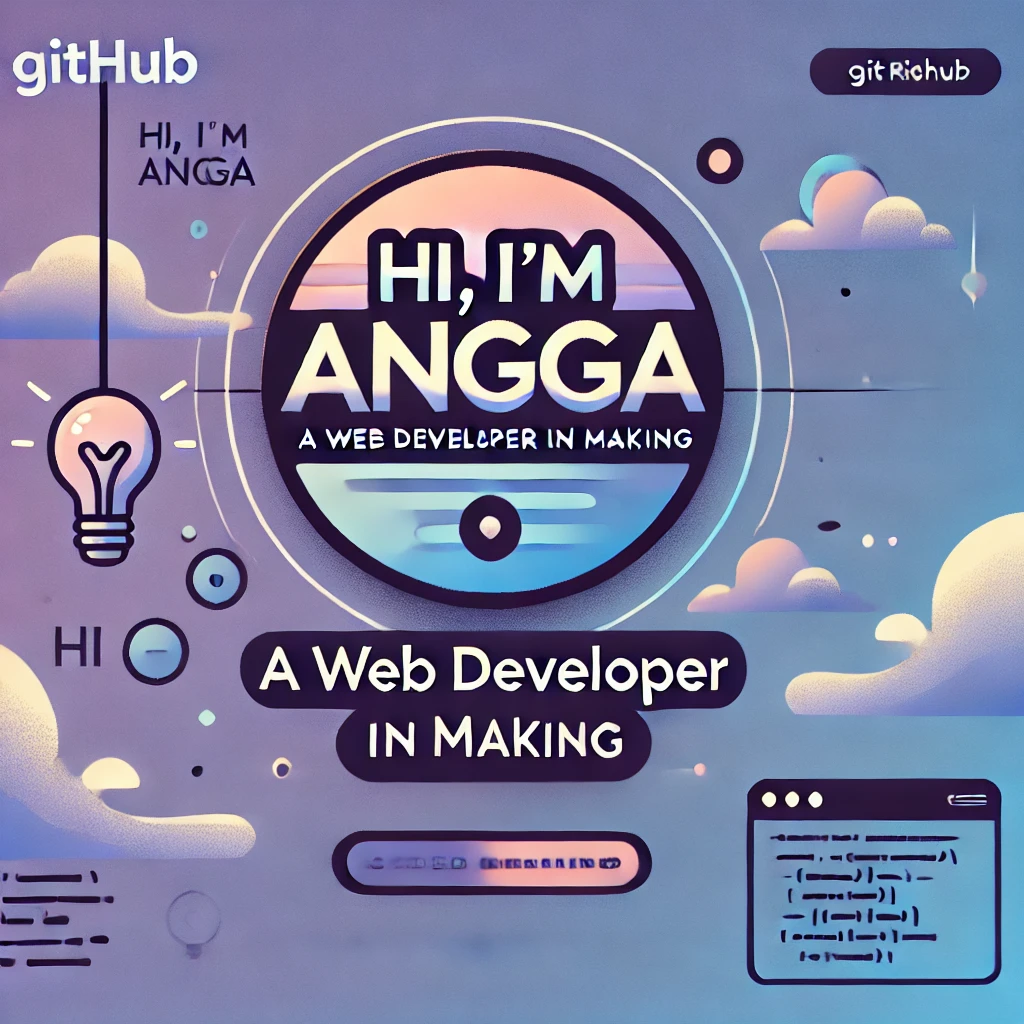 gitHub
git Richub
HI, I'M
ANGGA
HI, I'M
ANGGA
A WEB DEVELOPER IN MAKING
HI
A Web Developer
IN MAKING